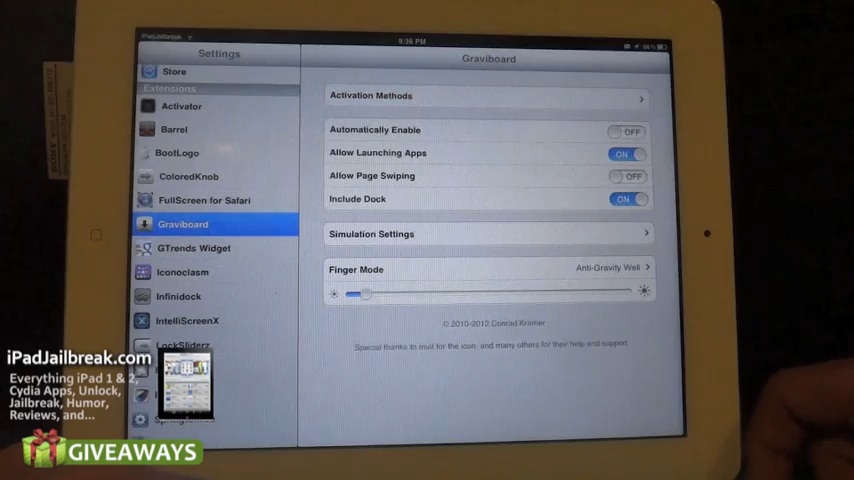 iPadJailbreak
9:36 PM
66%
Settings
Graviboard
Store
Extensions
Activator
Barrel
BootLogo
ColoredKnob
FullScreen for Safari
Graviboard
GTrends Widget
Iconoclasm
Infinidock
IntelliScreenX
LockSliderz
Activation Methods
Automatically Enable
OFF
Allow Launching Apps
ON
Allow Page Swiping
OFF
Include Dock
ON
Simulation Settings
Finger Mode
Anti-Gravity Well
© 2010-2012 Conrad Kramer
Special thanks to muil for the icon, and many others for their help and support
iPadJailbreak.com
Everything iPad 1 & 2,
Cydia Apps, Unlock,
Jailbreak, Humor,
Reviews, and...
GIVEAWAYS